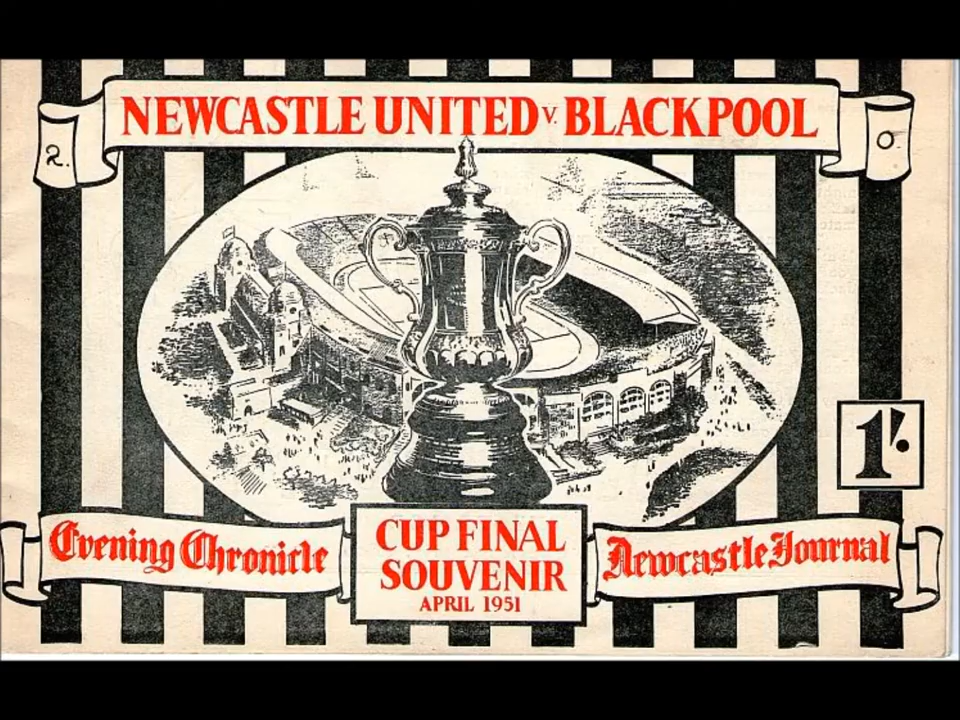 NEWCASTLE UNITED V. BLACKPOOL
2.
0.
1/.
Evening Chronicle
CUP FINAL
SOUVENIR
APRIL 1951
Newcastle Journal